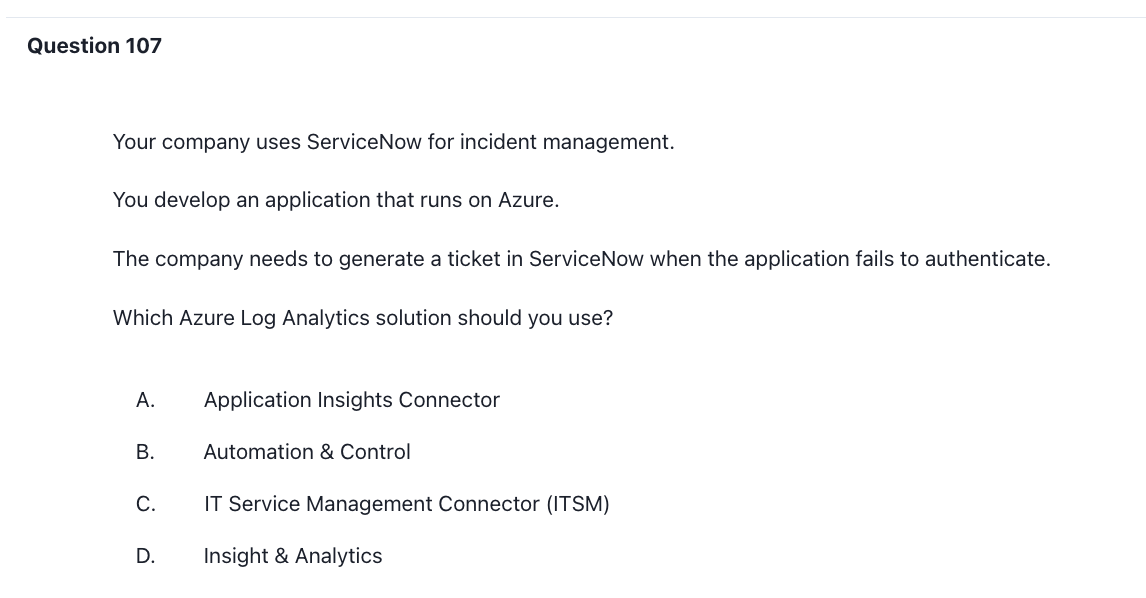 Question 107
Your company uses ServiceNow for incident management.
You develop an application that runs on Azure.
The company needs to generate a ticket in ServiceNow when the application fails to authenticate.
Which Azure Log Analytics solution should you use?
A. Application Insights Connector
B. Automation & Control
C. IT Service Management Connector (ITSM)
D. Insight & Analytics